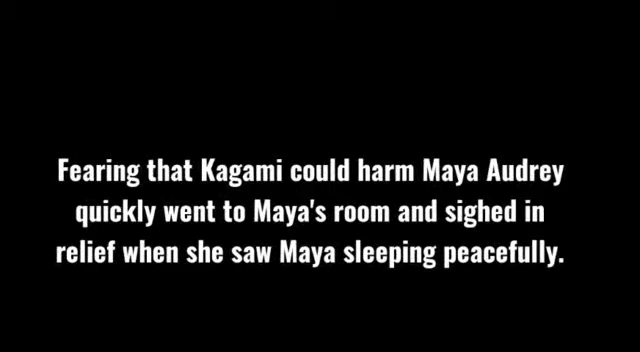 Fearing that Kagami could harm Maya Audrey
quickly went to Maya's room and sighed in
relief when she saw Maya sleeping peacefully.